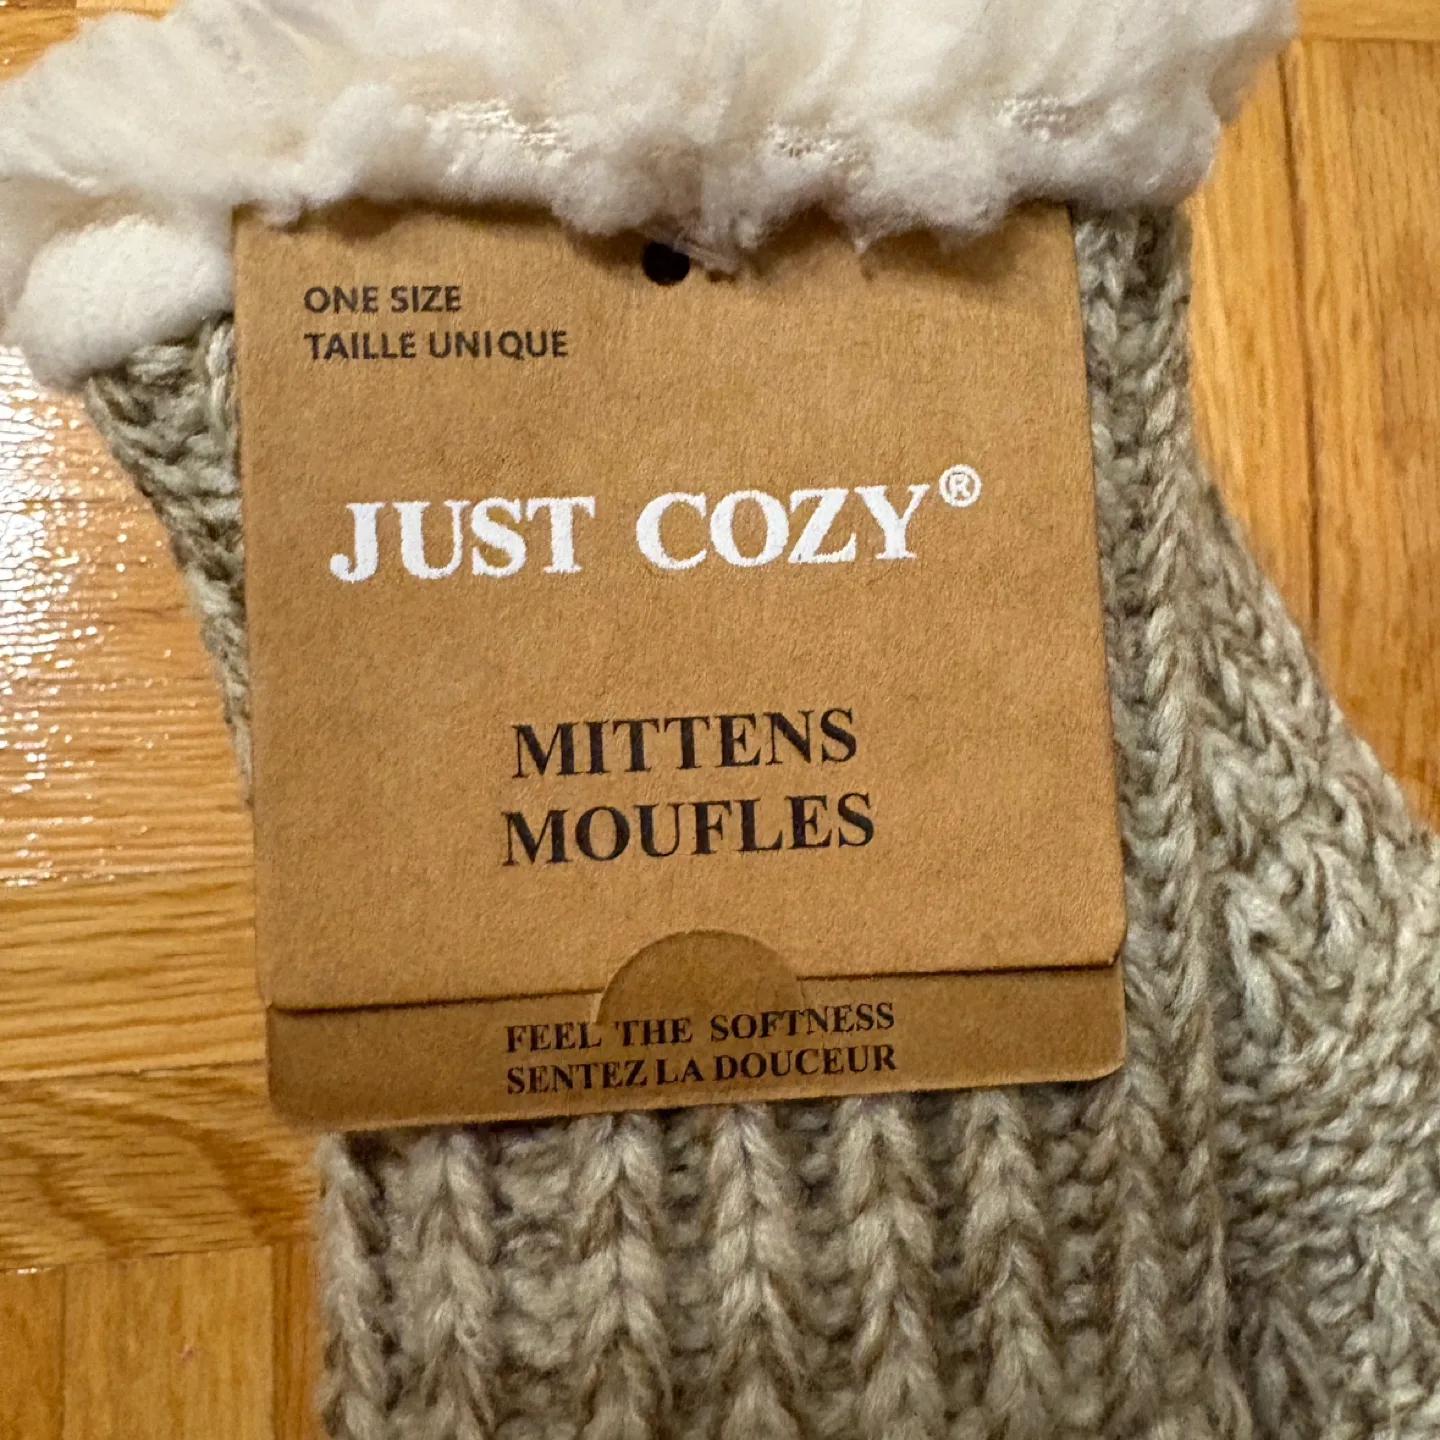 ONE SIZE
TAILLE UNIQUE
JUST COZY®
MITTENS
MOUFLES
FEEL THE SOFTNESS
SENTEZ LA DOUCEUR